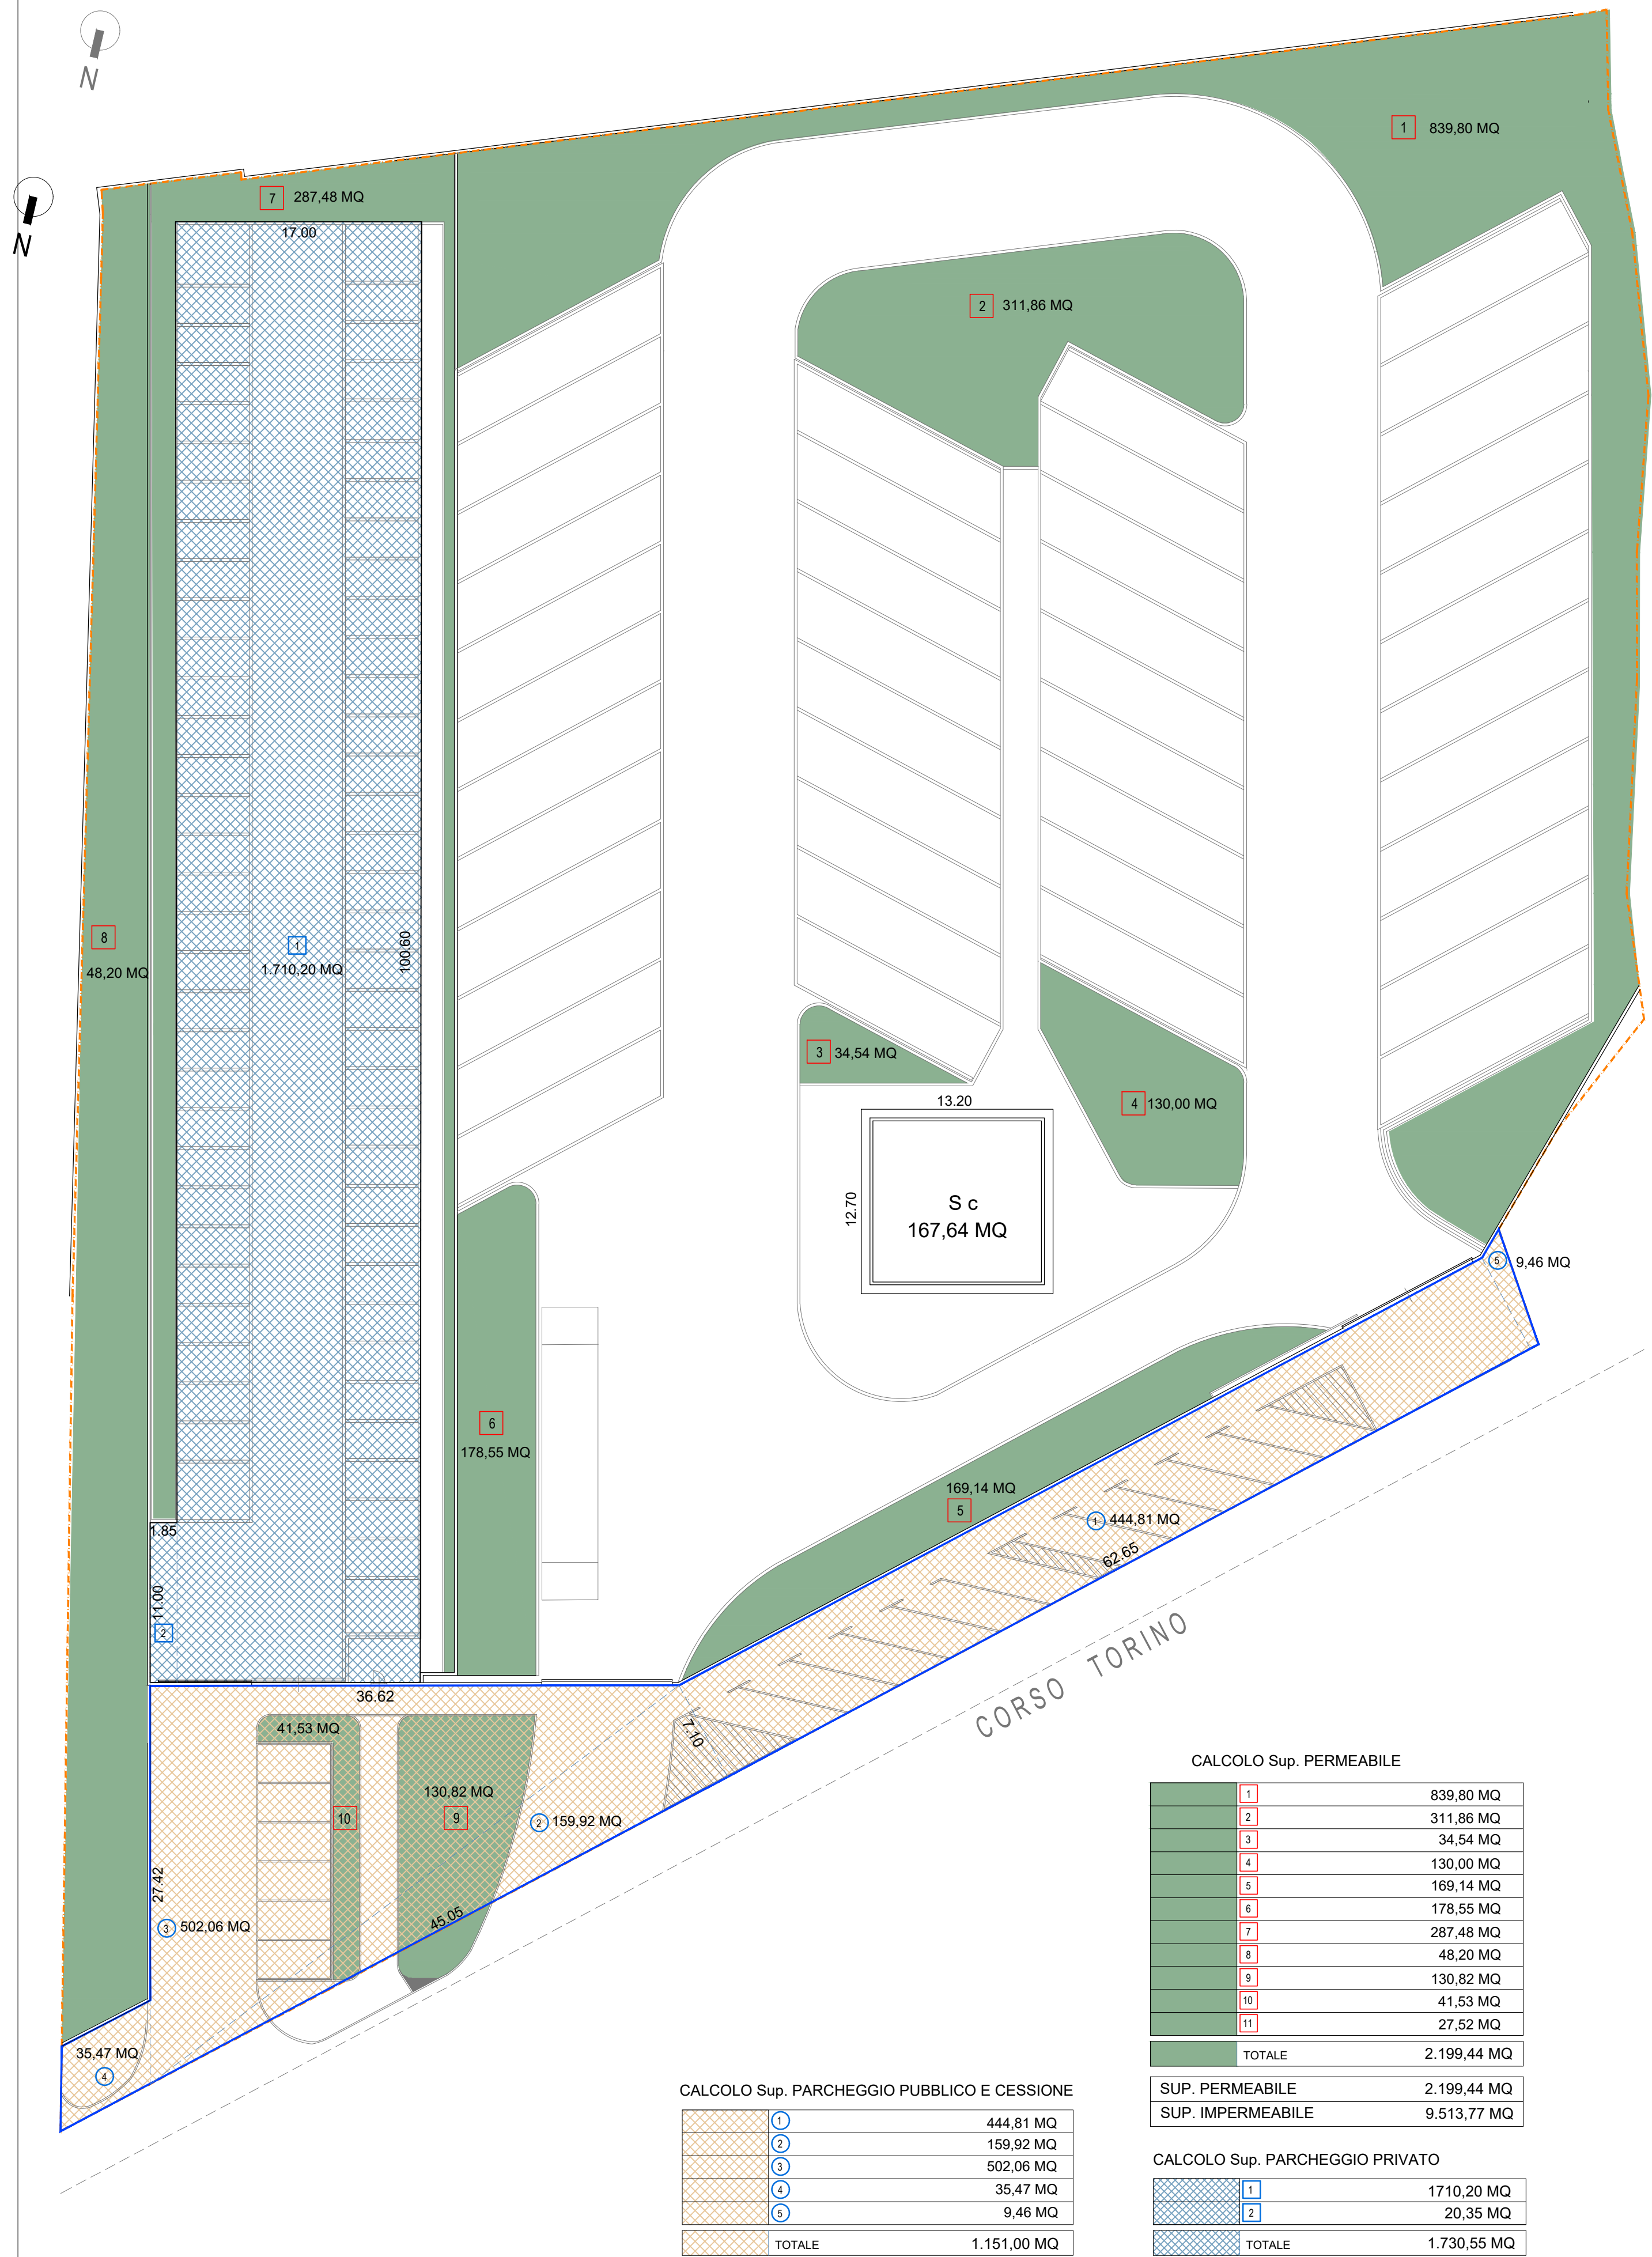 N
N
1 839,80 MQ
7 287,48 MQ
17.00
2 311,86 MQ
8
48,20 MQ
1
1.710,20 MQ
100.60
3 34,54 MQ
4 130,00 MQ
13.20
12.70
S c
167,64 MQ
5 9,46 MQ
6
178,55 MQ
169,14 MQ
5
1 444,81 MQ
62.65
1.85
11.00
2
36.62
7.10
CORSO TORINO
41,53 MQ
10
130,82 MQ
9
2 159,92 MQ
27.42
3 502,06 MQ
45.05
35,47 MQ
4
CALCOLO Sup. PERMEABILE
1 839,80 MQ
2 311,86 MQ
3 34,54 MQ
4 130,00 MQ
5 169,14 MQ
6 178,55 MQ
7 287,48 MQ
8 48,20 MQ
9 130,82 MQ
10 41,53 MQ
11 27,52 MQ
TOTALE 2.199,44 MQ
SUP. PERMEABILE 2.199,44 MQ
SUP. IMPERMEABILE 9.513,77 MQ
CALCOLO Sup. PARCHEGGIO PUBBLICO E CESSIONE
1 444,81 MQ
2 159,92 MQ
3 502,06 MQ
4 35,47 MQ
5 9,46 MQ
TOTALE 1.151,00 MQ
CALCOLO Sup. PARCHEGGIO PRIVATO
1 1710,20 MQ
2 20,35 MQ
TOTALE 1.730,55 MQ